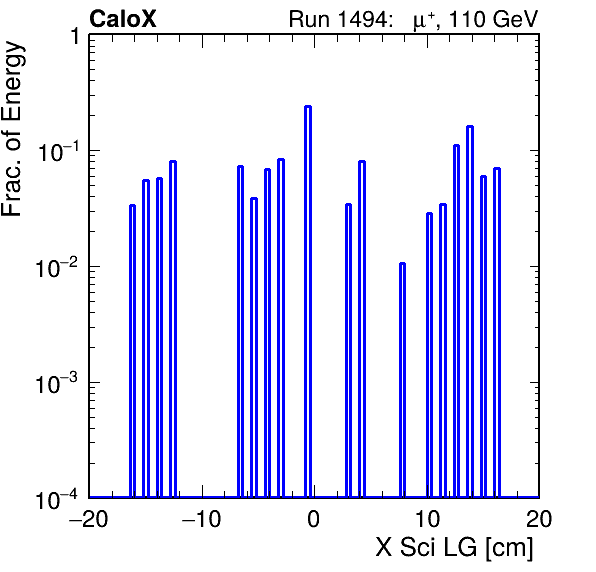 CaloX Run 1494: μ⁺, 110 GeV
Frac. of Energy
1
10⁻¹
10⁻²
10⁻³
10⁻⁴
−20 −10 0 10 20
X Sci LG [cm]